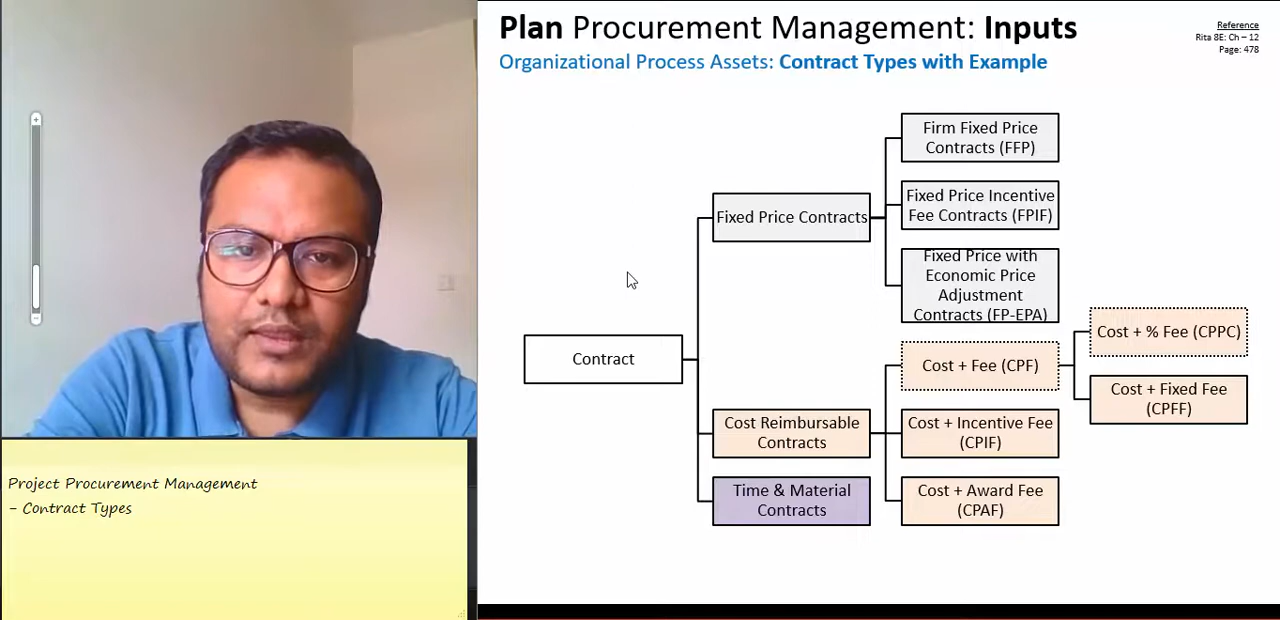 Plan Procurement Management: Inputs
Organizational Process Assets: Contract Types with Example
Reference
Rita 8E: Ch – 12
Page: 478
Firm Fixed Price
Contracts (FFP)
Fixed Price Incentive
Fee Contracts (FPIF)
Fixed Price Contracts
Fixed Price with
Economic Price
Adjustment
Contracts (FP-EPA)
Contract
Cost + % Fee (CPPC)
Cost + Fee (CPF)
Cost + Fixed Fee
(CPFF)
Cost Reimbursable
Contracts
Cost + Incentive Fee
(CPIF)
Time & Material
Contracts
Cost + Award Fee
(CPAF)
Project Procurement Management
- Contract Types